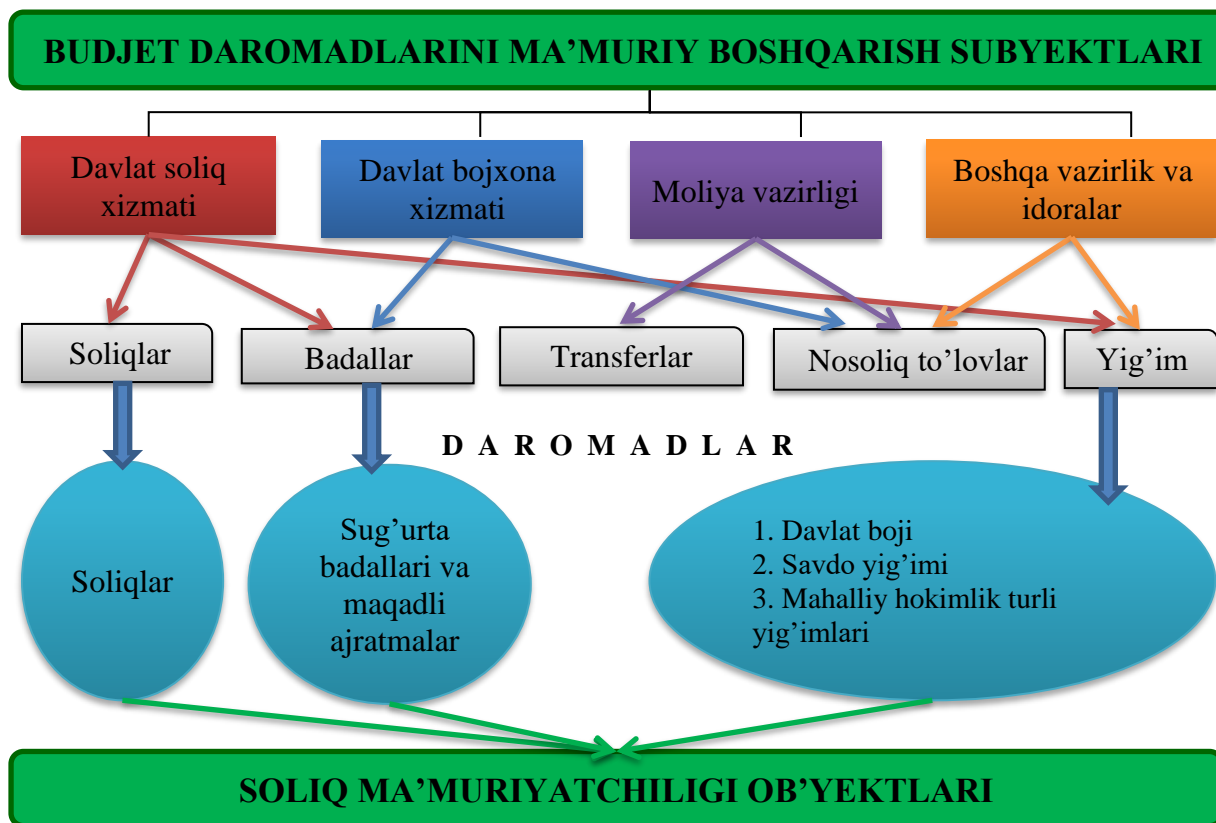 BUDJET DAROMADLARINI MA’MURIY BOSHQARISH SUBYEKTLARI
Davlat soliq
xizmati
Davlat bojxona
xizmati
Moliya vazirligi
Boshqa vazirlik va
idoralar
Soliqlar
Badallar
Transferlar
Nosoliq to’lovlar
Yig’im
D A R O M A D L A R
Soliqlar
Sug’urta
badallari va
maqadli
ajratmalar
1. Davlat boji
2. Savdo yig’imi
3. Mahalliy hokimlik turli
yig’imlari
SOLIQ MA’MURIYATCHILIGI OB’YEKTLARI